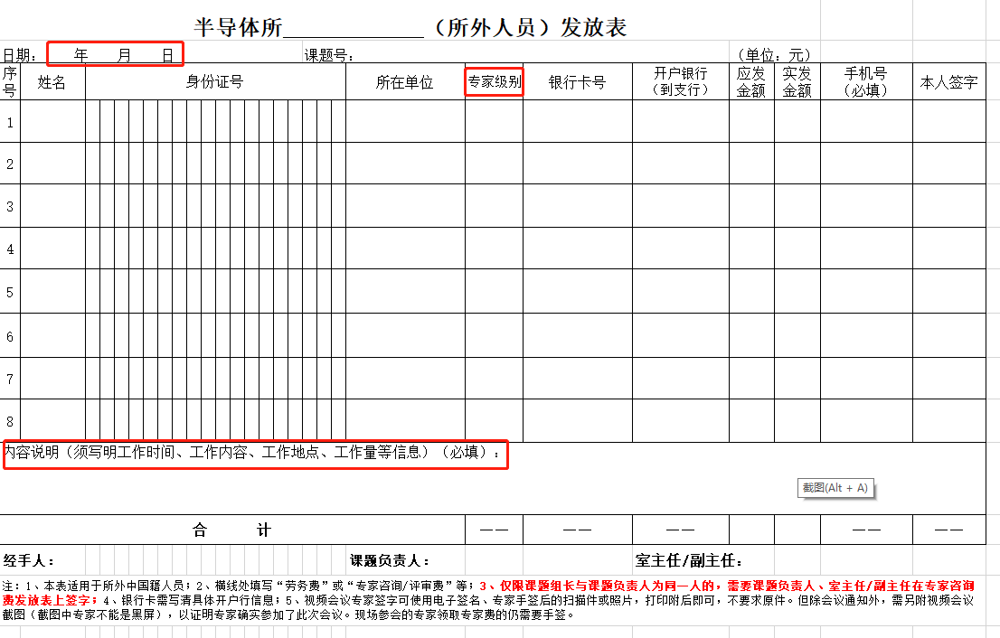 半导体所____________（所外人员）发放表
日期： 年 月 日 课题号： （单位：元）
序号 姓名 身份证号 所在单位 专家级别 银行卡号 开户银行（到支行） 应发金额 实发金额 手机号（必填） 本人签字
1
2
3
4
5
6
7
8
内容说明（须写明工作时间、工作内容、工作地点、工作量等信息）（必填）：
截图(Alt + A)
合 计 —— —— —— —— ——
经手人： 课题负责人： 室主任/副主任：
注：1、本表适用于所外中国籍人员；2、横线处填写“劳务费”或“专家咨询/评审费”等；3、仅限课题组长与课题负责人为同一人的，需要课题负责人、室主任/副主任在专家咨询
费发放表上签字；4、银行卡需写清具体开户行信息；5、视频会议专家签字可使用电子签名、专家手签后的扫描件或照片，打印附后即可，不要求原件。但除会议通知外，需另附视频会议
截图（截图中专家不能是黑屏），以证明专家确实参加了此次会议。现场参会的专家领取专家费的仍需要手签。